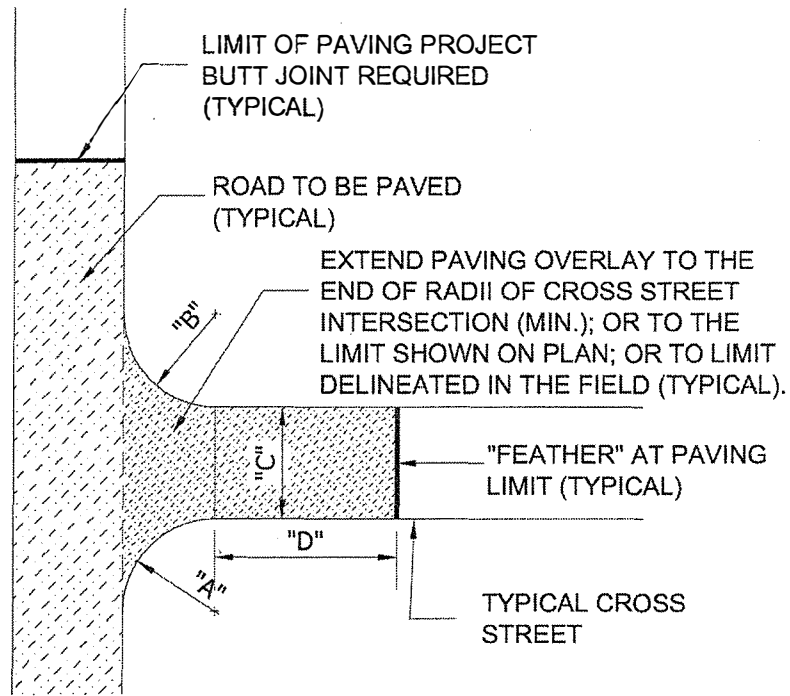 LIMIT OF PAVING PROJECT
BUTT JOINT REQUIRED
(TYPICAL)
ROAD TO BE PAVED
(TYPICAL)
EXTEND PAVING OVERLAY TO THE
END OF RADII OF CROSS STREET
INTERSECTION (MIN.); OR TO THE
LIMIT SHOWN ON PLAN; OR TO LIMIT
DELINEATED IN THE FIELD (TYPICAL).
"B"
"C"
"FEATHER" AT PAVING
LIMIT (TYPICAL)
"D"
"A"
TYPICAL CROSS
STREET